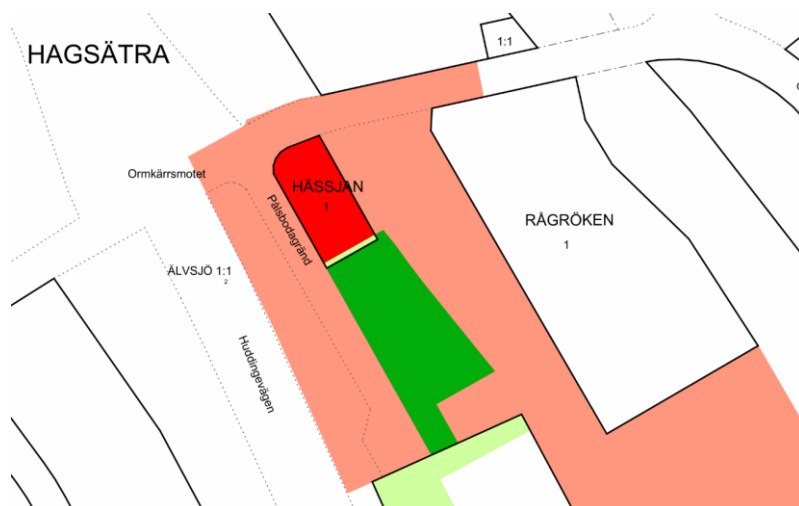 HAGSÄTRA
1:1
Ormkärrsmotet
HÄSSJAN
1
Pålsbodagränd
RÅGRÖKEN
1
ÄLVSJÖ 1:1
2
Huddingevägen